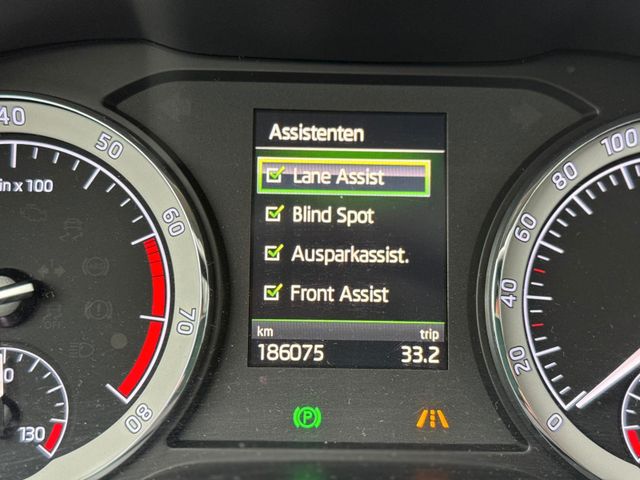 Assistenten
Lane Assist
Blind Spot
Ausparkassist.
Front Assist
km trip
186075 33.2
40
50
60
70
80
in x 100
130
P
0
20
40
60
80
100